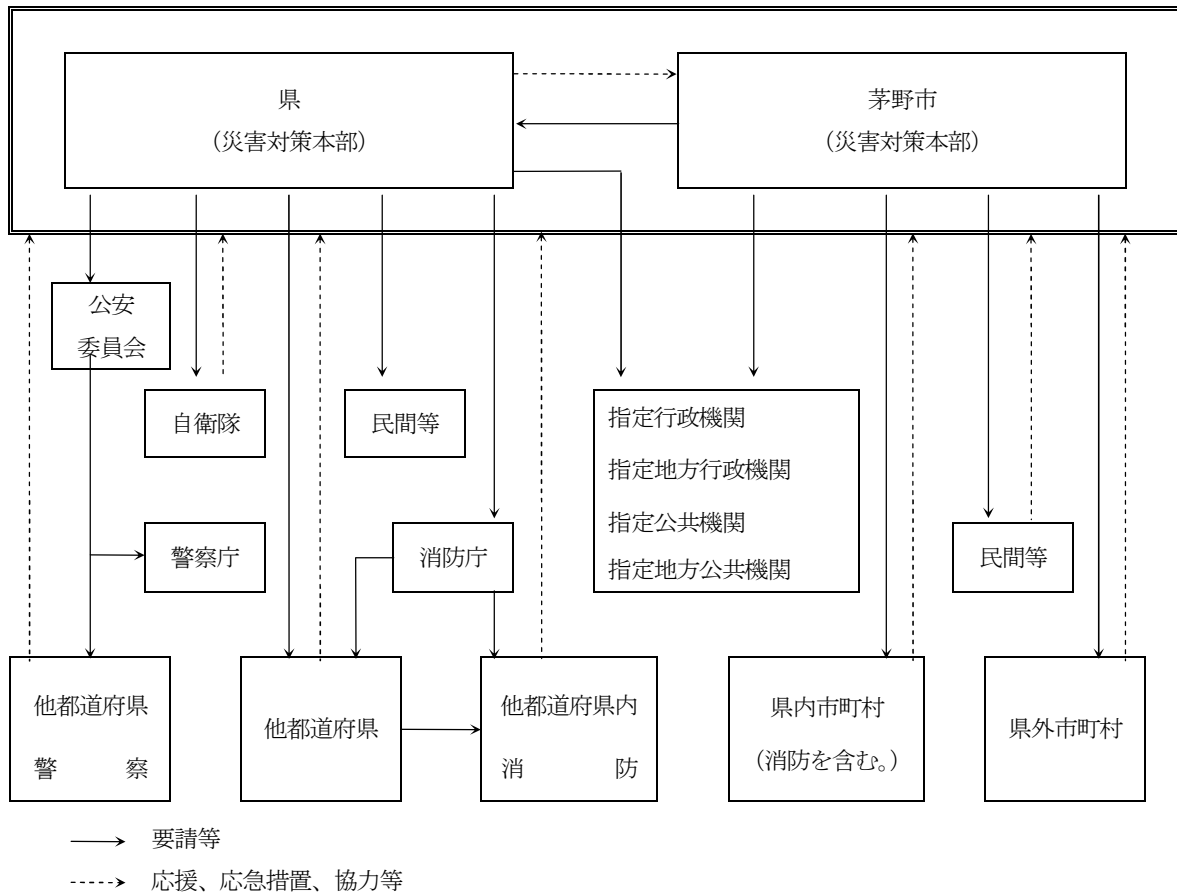 県
（災害対策本部）
茅野市
（災害対策本部）
公安
委員会
自衛隊
民間等
指定行政機関
指定地方行政機関
指定公共機関
指定地方公共機関
警察庁
消防庁
民間等
他都道府県
警　　　察
他都道府県
他都道府県内
消　　　　防
県内市町村
（消防を含む。）
県外市町村
要請等
応援、応急措置、協力等